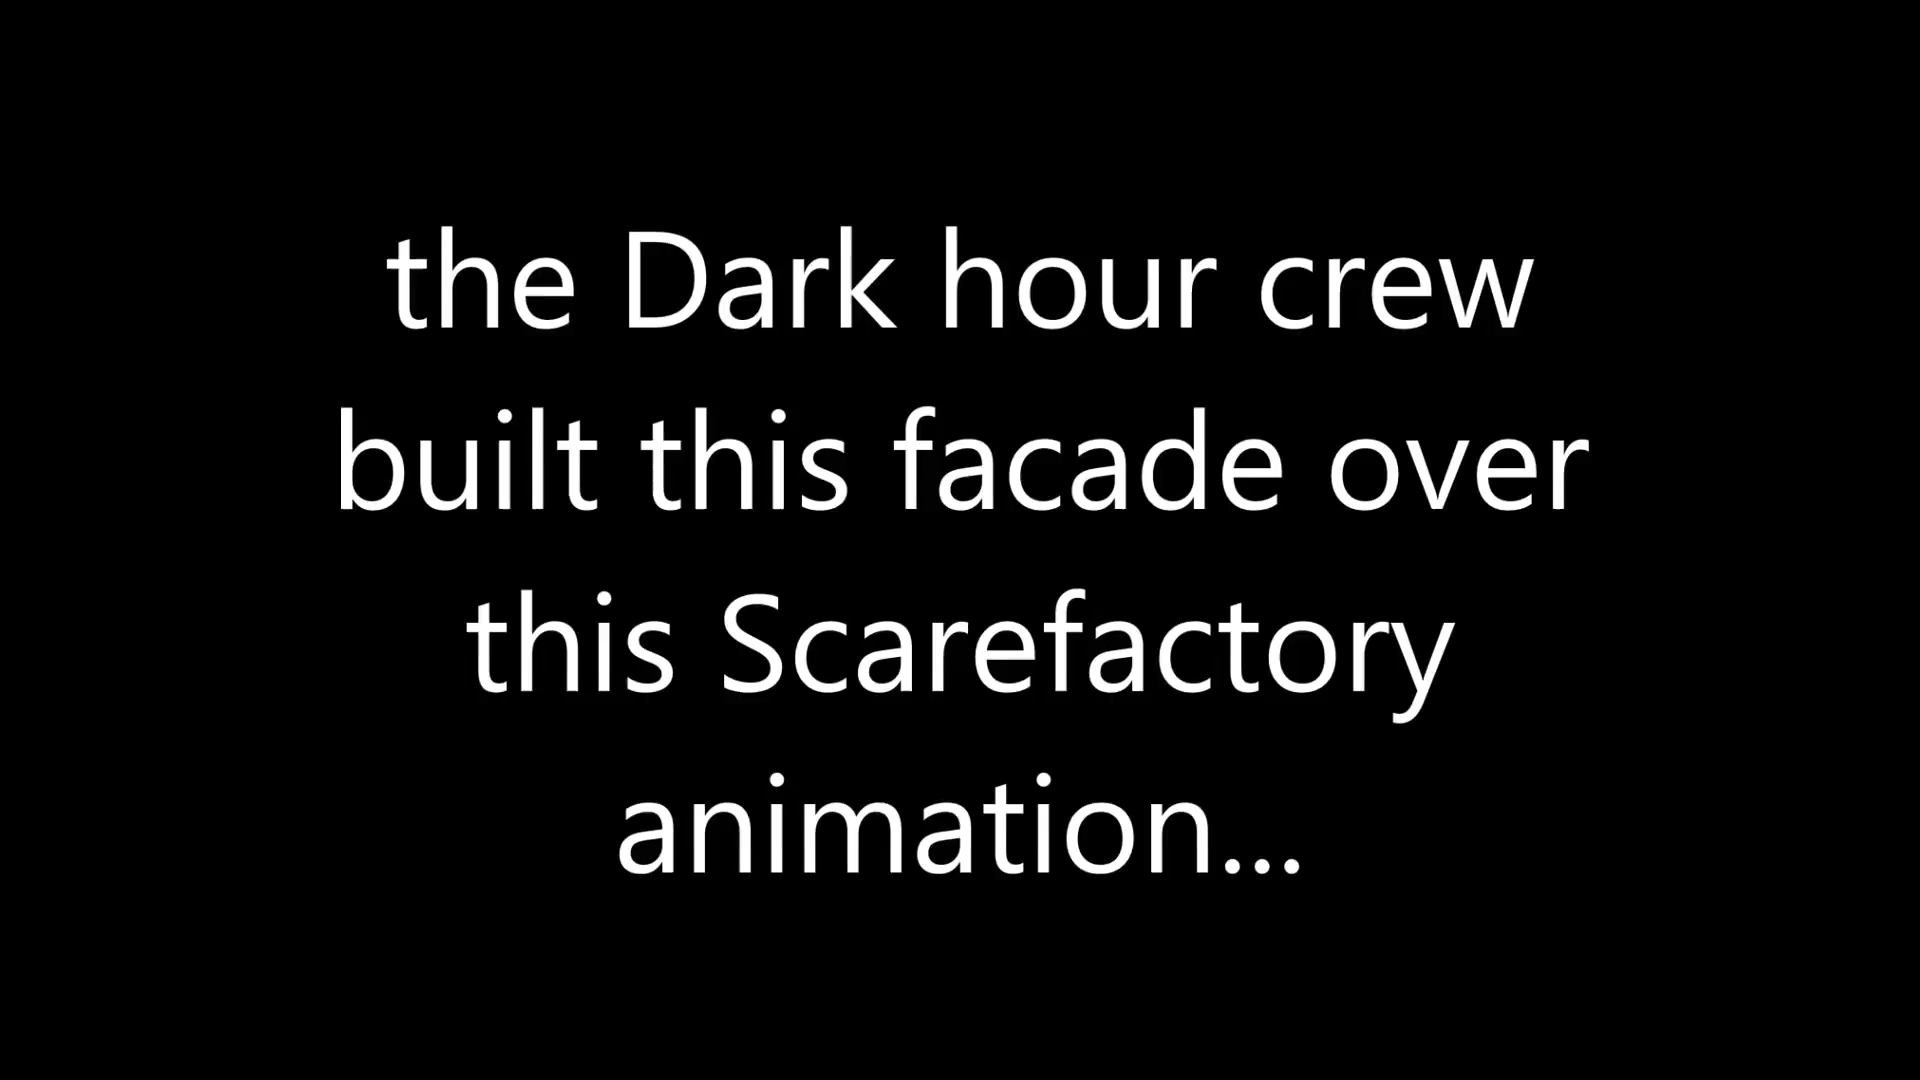 the Dark hour crew
built this facade over
this Scarefactory
animation...